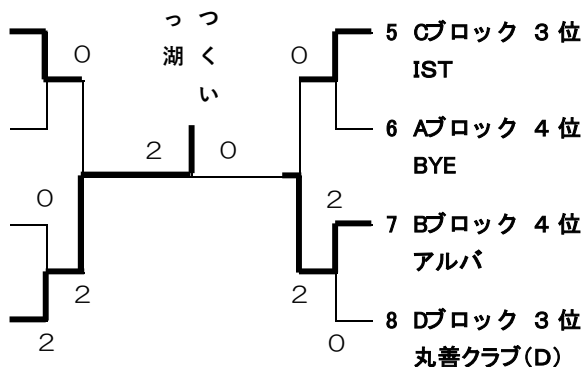 つくい
っ湖
0
0
5 Cブロック 3位
IST
6 Aブロック 4位
BYE
2
0
0
2
7 Bブロック 4位
アルバ
2
2
8 Dブロック 3位
丸善クラブ(D)
2
0